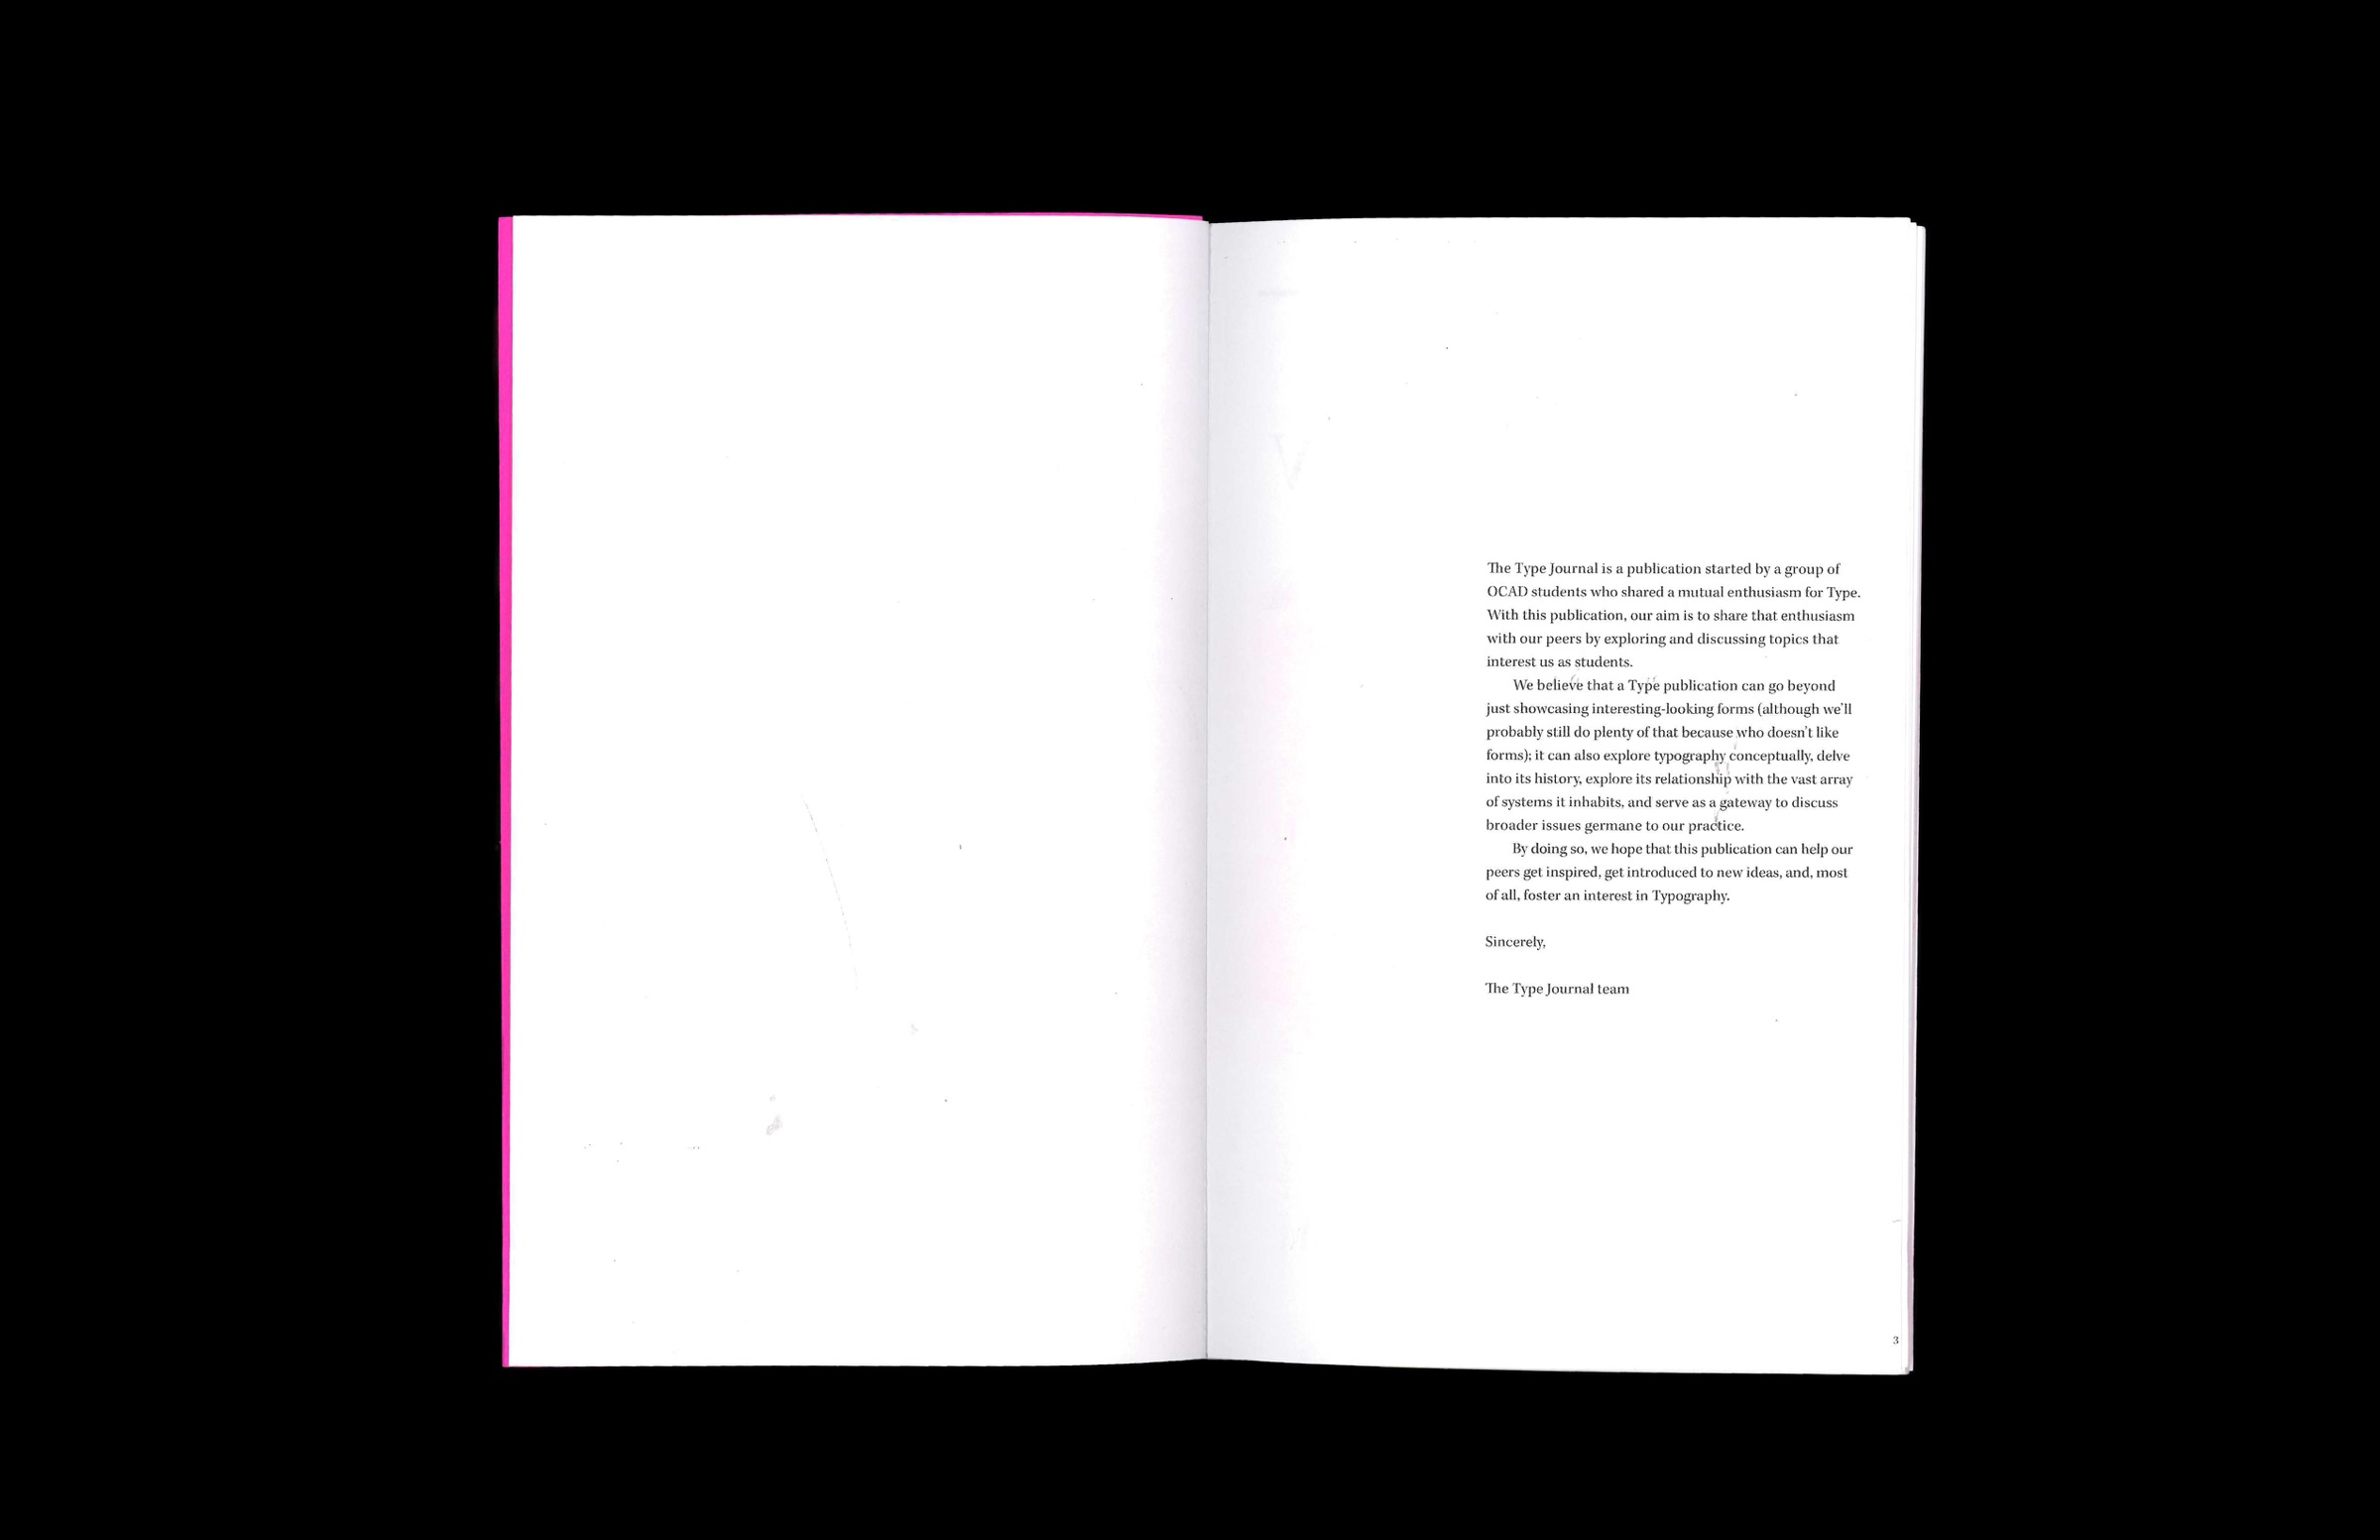 The Type Journal is a publication started by a group of
OCAD students who shared a mutual enthusiasm for Type.
With this publication, our aim is to share that enthusiasm
with our peers by exploring and discussing topics that
interest us as students.
We believe that a Type publication can go beyond
just showcasing interesting-looking forms (although we'll
probably still do plenty of that because who doesn't like
forms); it can also explore typography conceptually, delve
into its history, explore its relationship with the vast array
of systems it inhabits, and serve as a gateway to discuss
broader issues germane to our practice.
By doing so, we hope that this publication can help our
peers get inspired, get introduced to new ideas, and, most
of all, foster an interest in Typography.
Sincerely,
The Type Journal team
3